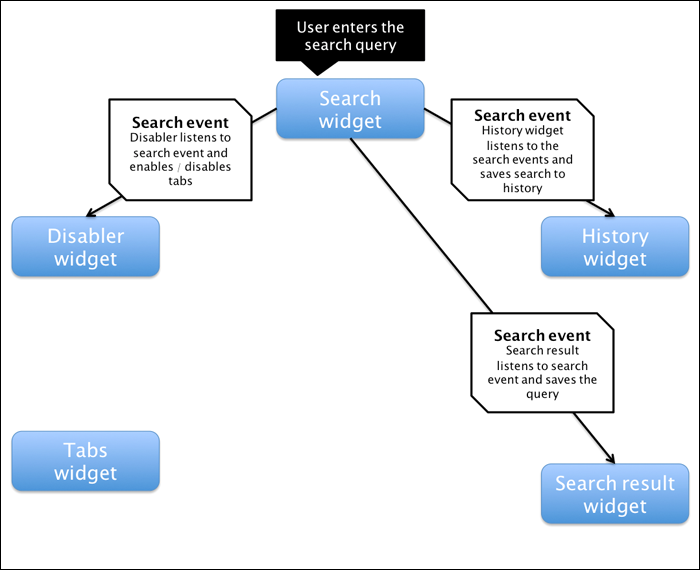 User enters the
search query
Search
widget
Search event
Disabler listens to
search event and
enables / disables
tabs
Search event
History widget
listens to the
search events and
saves search to
history
Disabler
widget
History
widget
Search event
Search result
listens to search
event and saves the
query
Tabs
widget
Search result
widget